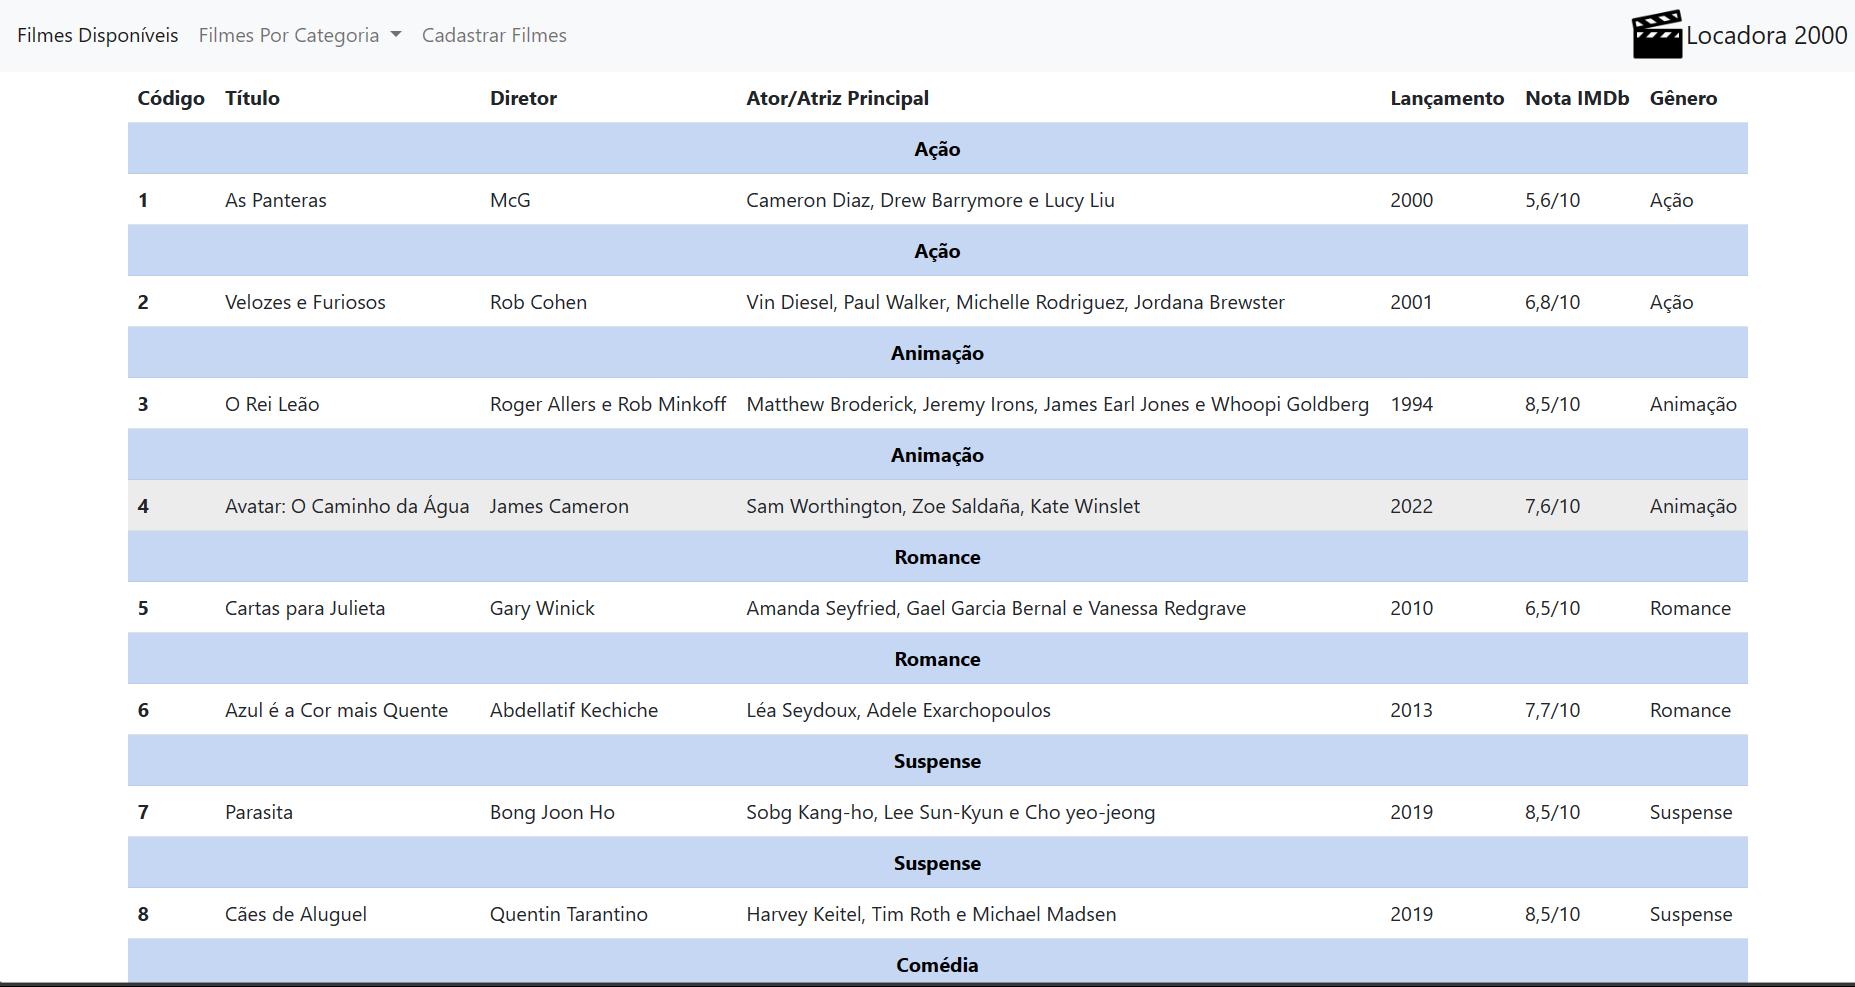 Filmes Disponíveis Filmes Por Categoria Cadastrar Filmes Locadora 2000
Código Título Diretor Ator/Atriz Principal Lançamento Nota IMDb Gênero
Ação
1 As Panteras McG Cameron Diaz, Drew Barrymore e Lucy Liu 2000 5,6/10 Ação
Ação
2 Velozes e Furiosos Rob Cohen Vin Diesel, Paul Walker, Michelle Rodriguez, Jordana Brewster 2001 6,8/10 Ação
Animação
3 O Rei Leão Roger Allers e Rob Minkoff Matthew Broderick, Jeremy Irons, James Earl Jones e Whoopi Goldberg 1994 8,5/10 Animação
Animação
4 Avatar: O Caminho da Água James Cameron Sam Worthington, Zoe Saldaña, Kate Winslet 2022 7,6/10 Animação
Romance
5 Cartas para Julieta Gary Winick Amanda Seyfried, Gael Garcia Bernal e Vanessa Redgrave 2010 6,5/10 Romance
Romance
6 Azul é a Cor mais Quente Abdellatif Kechiche Léa Seydoux, Adele Exarchopoulos 2013 7,7/10 Romance
Suspense
7 Parasita Bong Joon Ho Sobg Kang-ho, Lee Sun-Kyun e Cho yeo-jeong 2019 8,5/10 Suspense
Suspense
8 Cães de Aluguel Quentin Tarantino Harvey Keitel, Tim Roth e Michael Madsen 2019 8,5/10 Suspense
Comédia